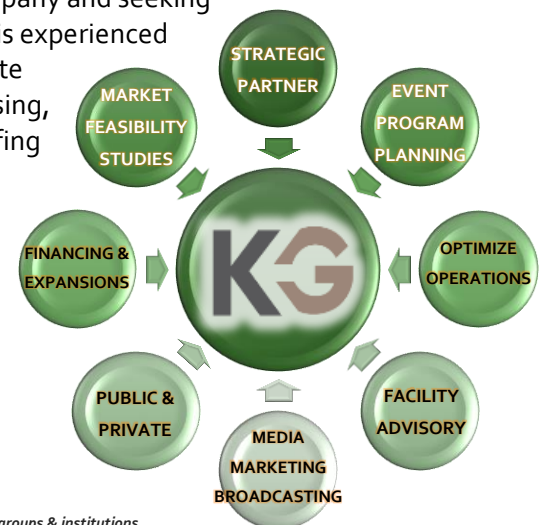 pany and seeking
is experienced
te
sing,
fing
STRATEGIC
PARTNER
MARKET
FEASIBILITY
STUDIES
EVENT
PROGRAM
PLANNING
FINANCING &
EXPANSIONS
KG
OPTIMIZE
OPERATIONS
PUBLIC &
PRIVATE
FACILITY
ADVISORY
MEDIA
MARKETING
BROADCASTING
groups & institutions